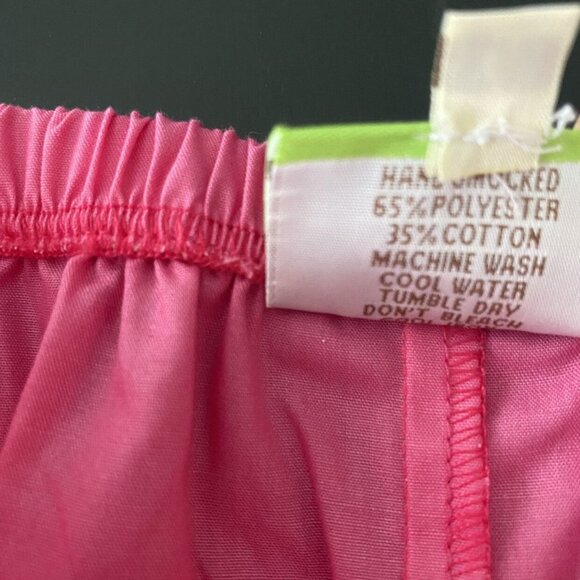 HAND SMOCKED
65%POLYESTER
35%COTTON
MACHINE WASH
COOL WATER
TUMBLE DRY
DON'T BLEACH